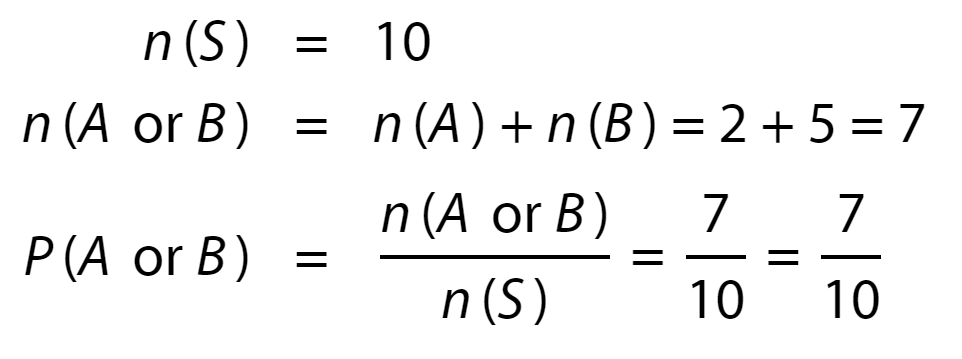 n(S) = 10
n(A or B) = n(A) + n(B) = 2 + 5 = 7
P(A or B) = n(A or B) / n(S) = 7/10 = 7/10